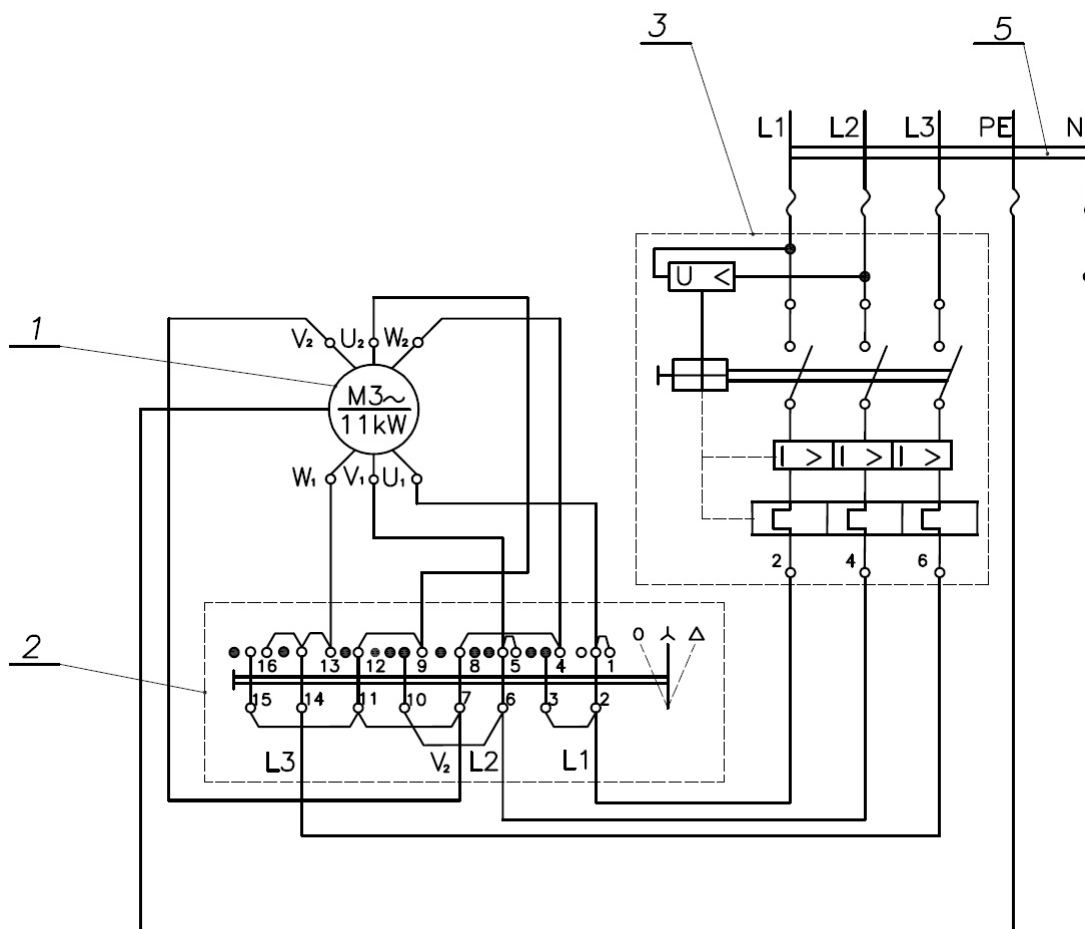 3
5
L1 L2 L3 PE N
U <
1
V₂ U₂ W₂
M3~
11kW
I > I > I >
W₁ V₁ U₁
2 4 6
2
0 ⅄ Δ
16 13 12 9 8 5 4 1
15 14 11 10 7 6 3 2
L3 V₂ L2 L1